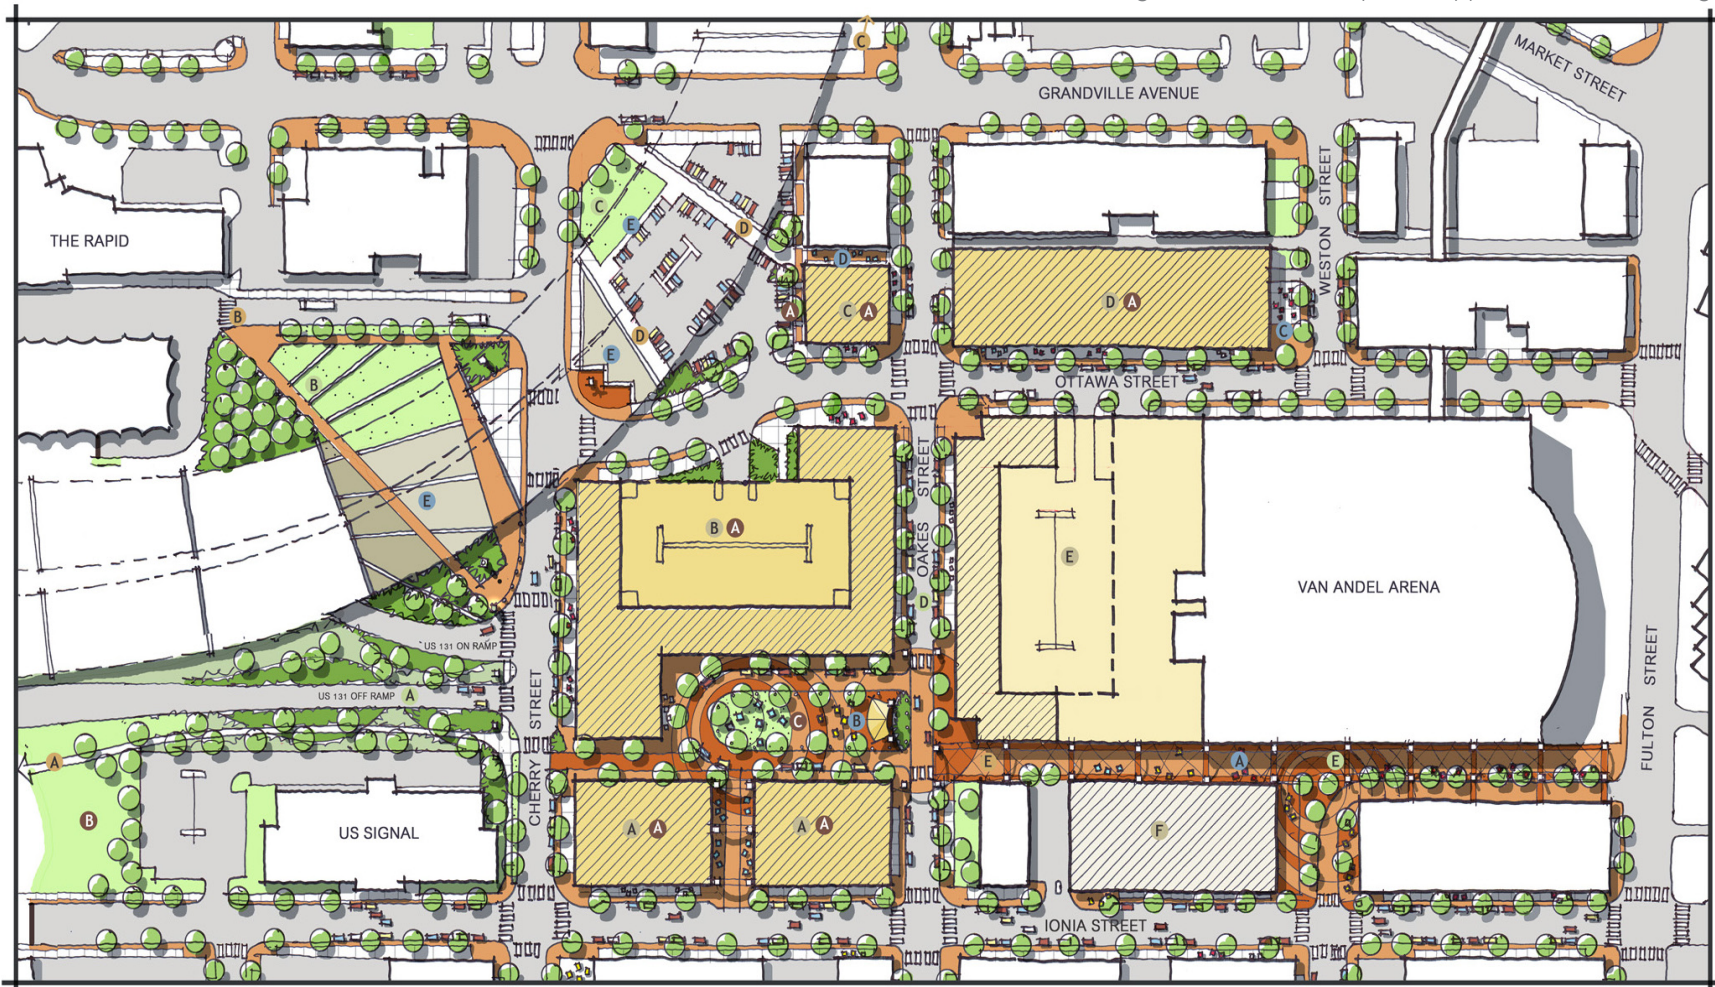 C
MARKET STREET
GRANDVILLE AVENUE
WESTON STREET
THE RAPID
C
E
D
D
A
C A
D A
C
B
D
E
B
OTTAWA STREET
E
B A
OAKES STREET
D
E
VAN ANDEL ARENA
FULTON STREET
US 131 ON RAMP
US 131 OFF RAMP
A
CHERRY STREET
C
B
A
E
A
E
B
US SIGNAL
A A
A A
F
IONIA STREET